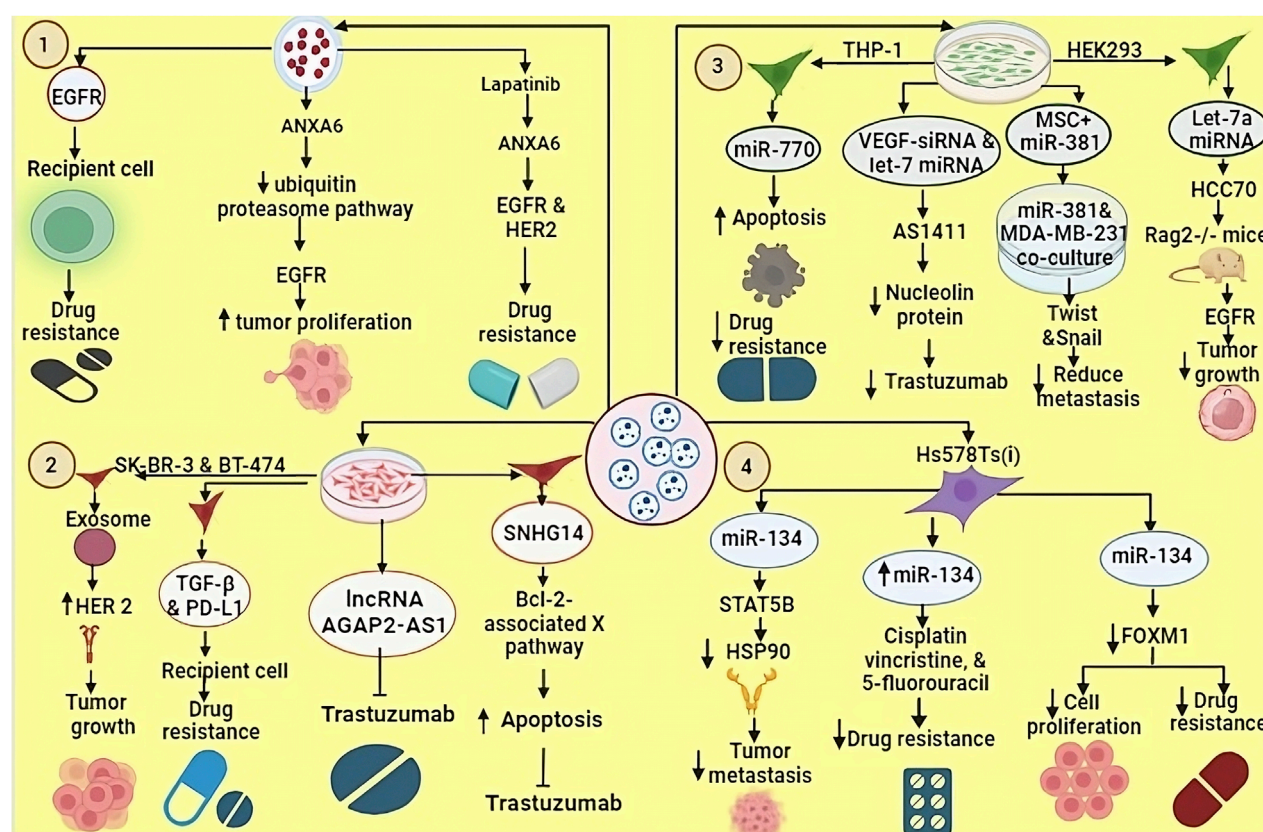 1
EGFR
Recipient cell
Drug
resistance
ANXA6
ubiquitin
proteasome pathway
EGFR
tumor proliferation
Lapatinib
ANXA6
EGFR &
HER2
Drug
resistance
3
THP-1
HEK293
miR-770
Apoptosis
Drug
resistance
VEGF-siRNA &
let-7 miRNA
AS1411
Nucleolin
protein
Trastuzumab
MSC+
miR-381
miR-381&
MDA-MB-231
co-culture
Twist
&Snail
Reduce
metastasis
Let-7a
miRNA
HCC70
Rag2-/- mice
EGFR
Tumor
growth
2
SK-BR-3 & BT-474
Exosome
HER 2
Tumor
growth
TGF-β
& PD-L1
Recipient cell
Drug
resistance
lncRNA
AGAP2-AS1
Trastuzumab
SNHG14
Bcl-2-
associated X
pathway
Apoptosis
Trastuzumab
4
Hs578Ts(i)
miR-134
STAT5B
HSP90
Tumor
metastasis
miR-134
Cisplatin
vincristine, &
5-fluorouracil
Drug resistance
miR-134
FOXM1
Cell
proliferation
Drug
resistance